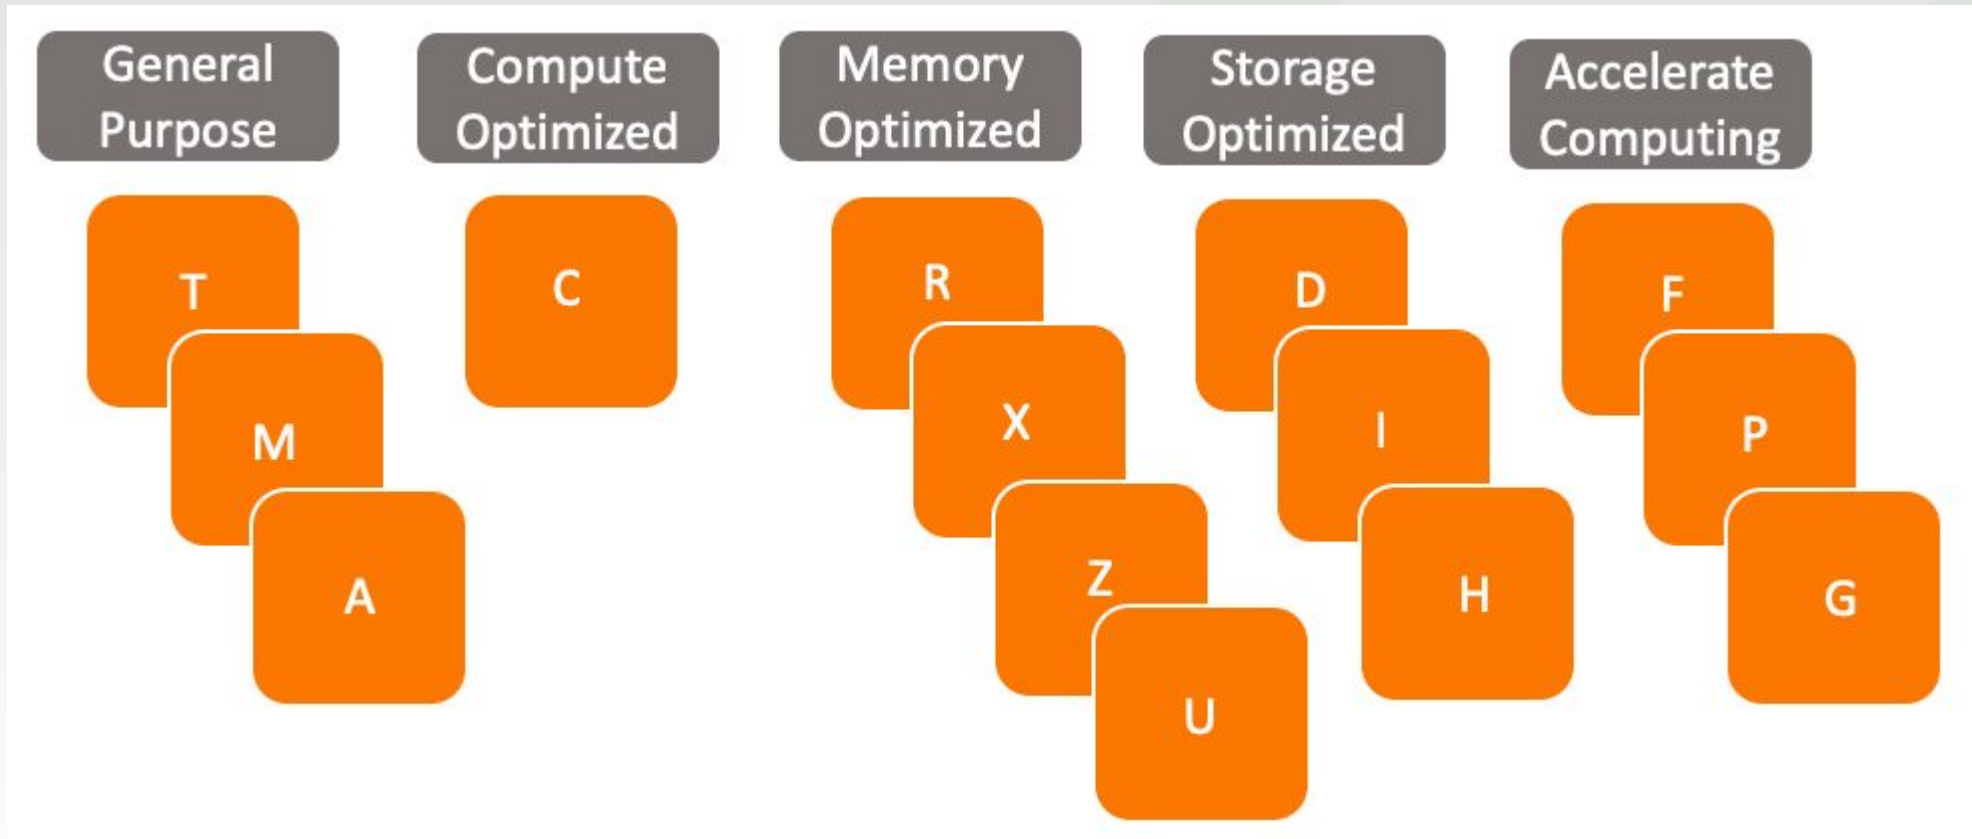 General
Purpose
Compute
Optimized
Memory
Optimized
Storage
Optimized
Accelerate
Computing
T
M
A
C
R
X
Z
U
D
I
H
F
P
G